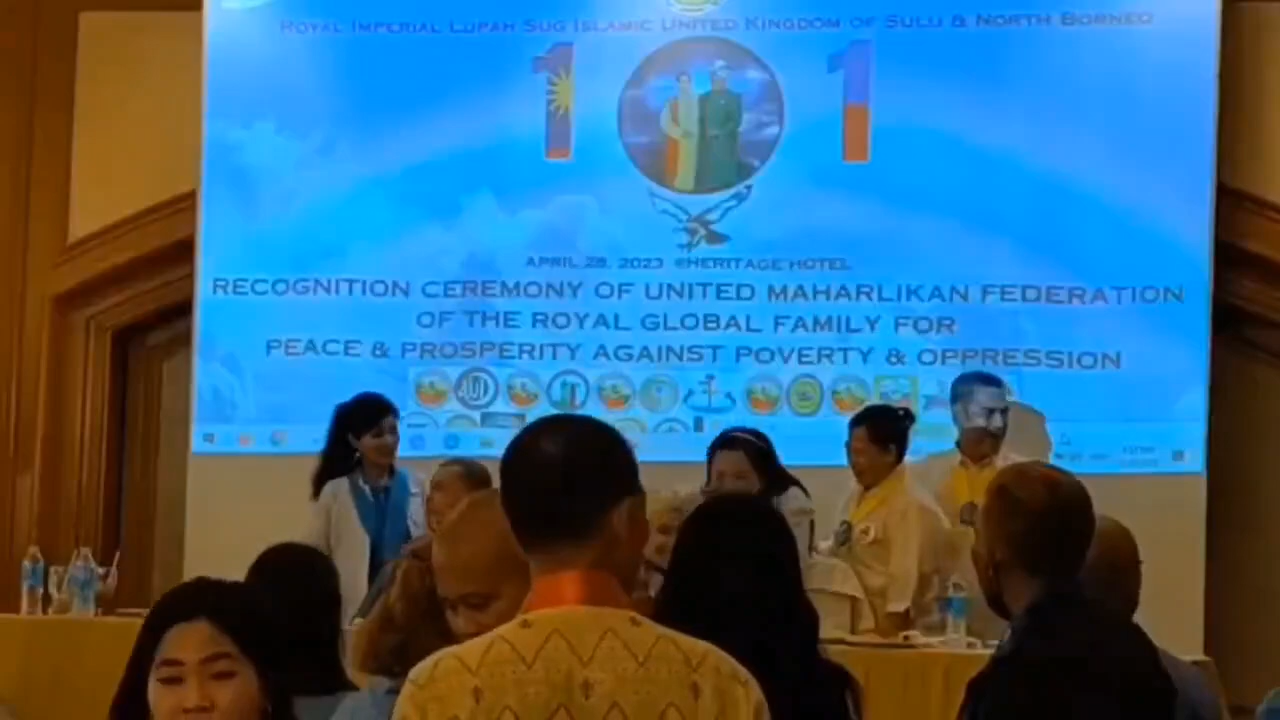 ROYAL IMPERIAL LUPAH SUG ISLAMIC UNITED KINGDOM OF SULU & NORTH BORNEO
1 1
APRIL 28, 2023 @HERITAGE HOTEL
RECOGNITION CEREMONY OF UNITED MAHARLIKAN FEDERATION
OF THE ROYAL GLOBAL FAMILY FOR
PEACE & PROSPERITY AGAINST POVERTY & OPPRESSION